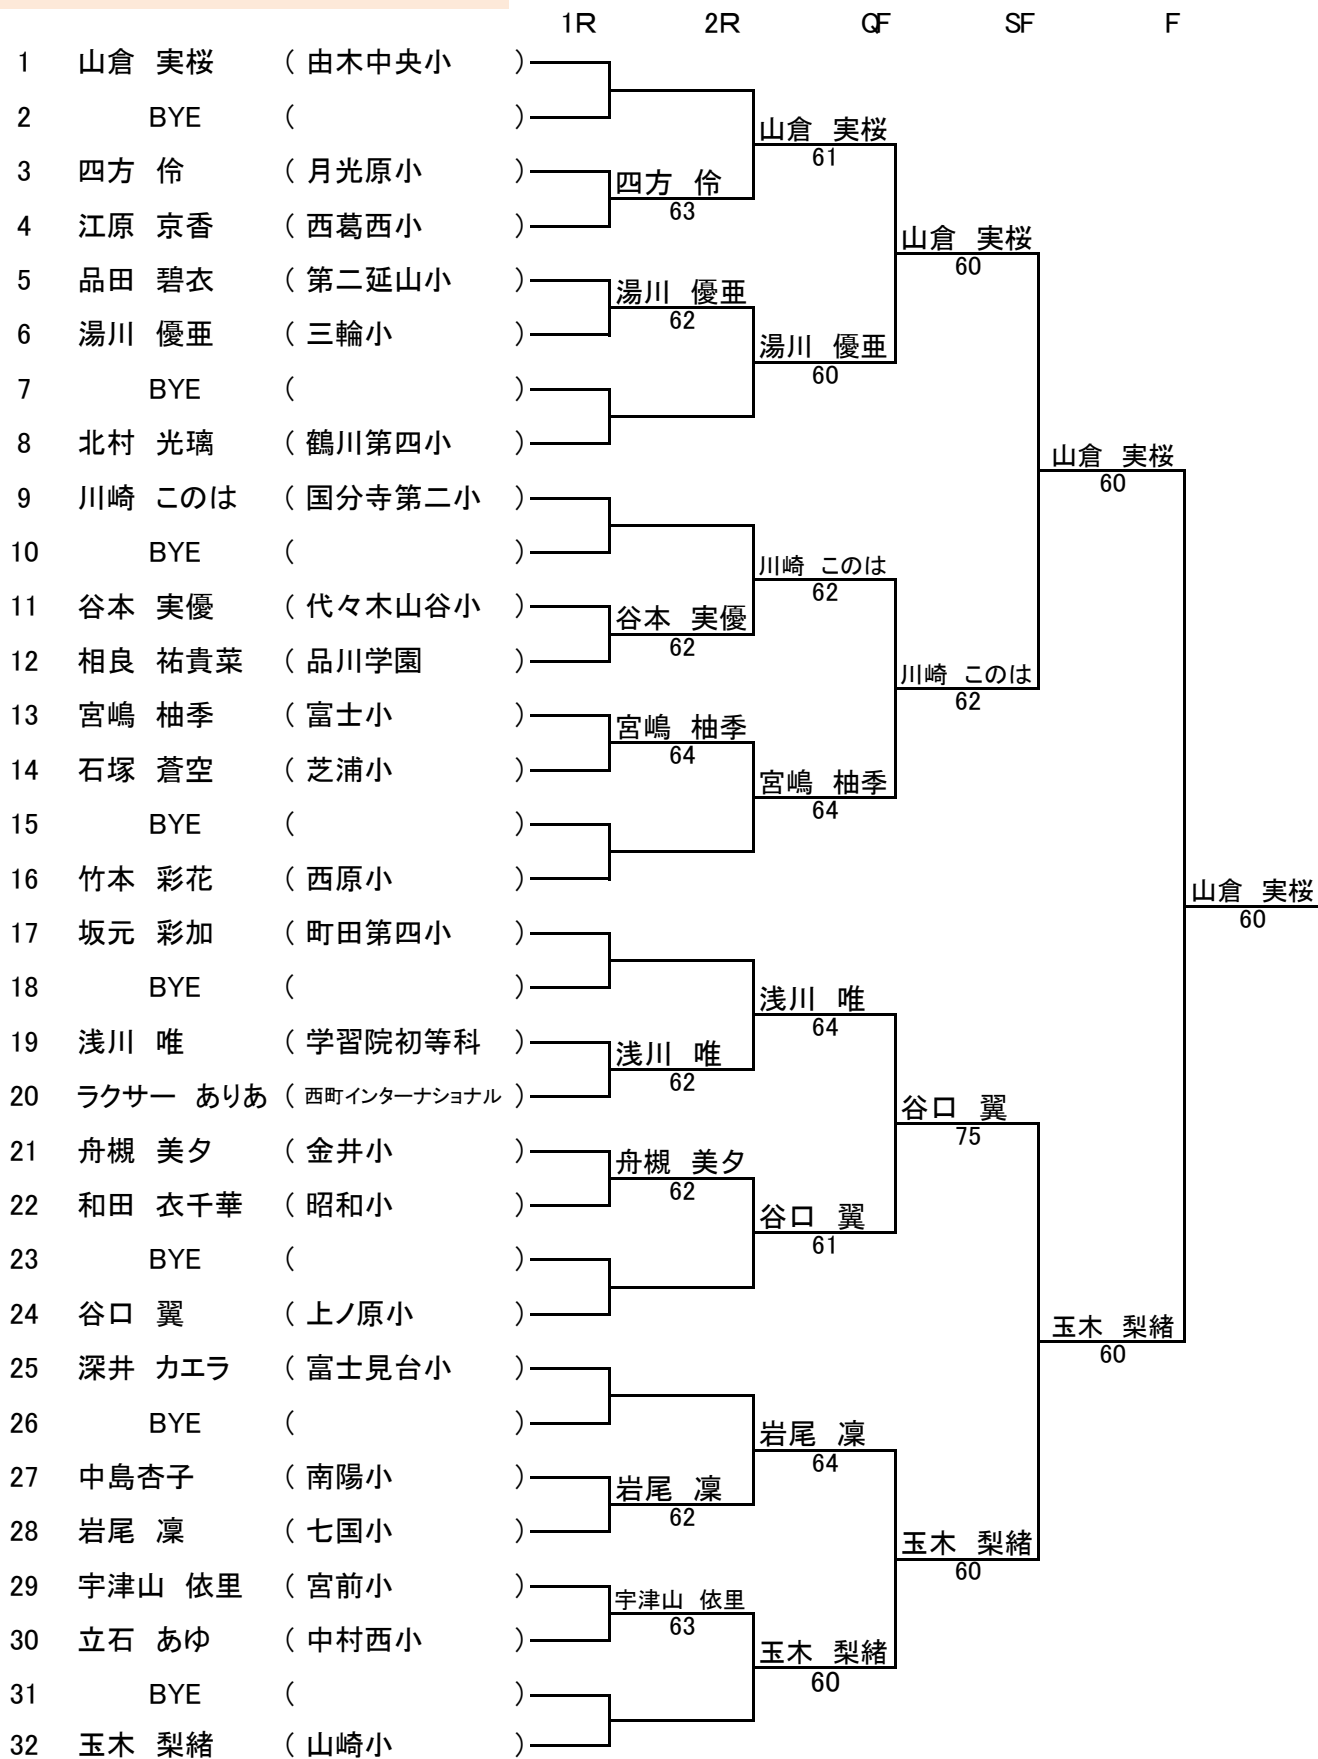 1R 2R QF SF F
1 山倉 実桜 ( 由木中央小 )
2 BYE ( )
山倉 実桜
61
3 四方 伶 ( 月光原小 )
四方 伶
63
4 江原 京香 ( 西葛西小 )
山倉 実桜
60
5 品田 碧衣 ( 第二延山小 )
湯川 優亜
62
6 湯川 優亜 ( 三輪小 )
湯川 優亜
60
7 BYE ( )
8 北村 光璃 ( 鶴川第四小 )
山倉 実桜
60
9 川崎 このは ( 国分寺第二小 )
10 BYE ( )
川崎 このは
62
11 谷本 実優 ( 代々木山谷小 )
谷本 実優
62
12 相良 祐貴菜 ( 品川学園 )
川崎 このは
62
13 宮嶋 柚季 ( 富士小 )
宮嶋 柚季
64
14 石塚 蒼空 ( 芝浦小 )
宮嶋 柚季
64
15 BYE ( )
16 竹本 彩花 ( 西原小 )
山倉 実桜
60
17 坂元 彩加 ( 町田第四小 )
18 BYE ( )
浅川 唯
64
19 浅川 唯 ( 学習院初等科 )
浅川 唯
62
20 ラクサー ありあ ( 西町インターナショナル )
谷口 翼
75
21 舟槻 美夕 ( 金井小 )
舟槻 美夕
62
22 和田 衣千華 ( 昭和小 )
谷口 翼
61
23 BYE ( )
24 谷口 翼 ( 上ノ原小 )
玉木 梨緒
60
25 深井 カエラ ( 富士見台小 )
26 BYE ( )
岩尾 凜
64
27 中島杏子 ( 南陽小 )
岩尾 凜
62
28 岩尾 凜 ( 七国小 )
玉木 梨緒
60
29 宇津山 依里 ( 宮前小 )
宇津山 依里
63
30 立石 あゆ ( 中村西小 )
玉木 梨緒
60
31 BYE ( )
32 玉木 梨緒 ( 山崎小 )